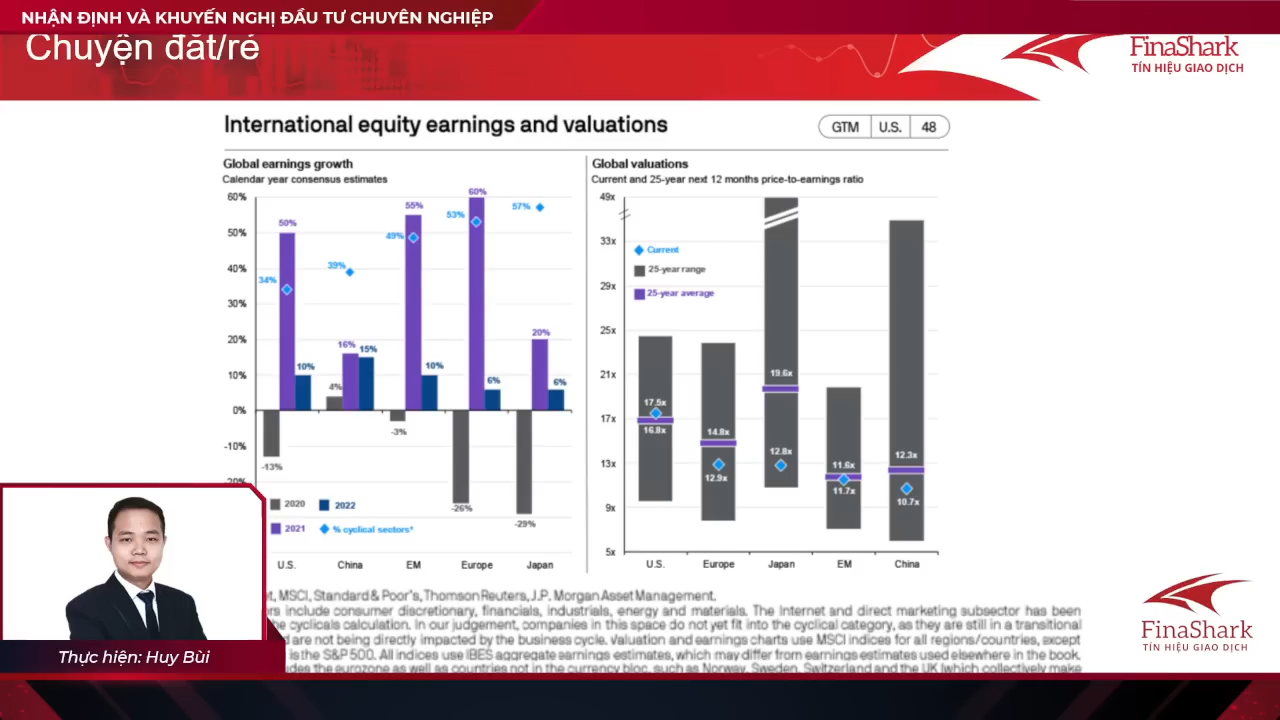 NHẬN ĐỊNH VÀ KHUYẾN NGHỊ ĐẦU TƯ CHUYÊN NGHIỆP
Chuyện đắt/rẻ
FinaShark
TÍN HIỆU GIAO DỊCH
International equity earnings and valuations
GTM U.S. 48
Global earnings growth
Calendar year consensus estimates
60%
50%
40%
30%
20%
10%
0%
-10%
-20%
34%
50%
10%
-13%
39%
4%
16%
15%
49%
55%
10%
-3%
53%
60%
6%
-26%
57%
20%
6%
-29%
2020
2022
2021
% cyclical sectors*
U.S.
China
EM
Europe
Japan
Global valuations
Current and 25-year next 12 months price-to-earnings ratio
49x
33x
29x
25x
21x
17x
13x
9x
5x
Current
25-year range
25-year average
17.5x
16.8x
14.8x
12.9x
19.6x
12.8x
11.6x
11.7x
12.3x
10.7x
U.S.
Europe
Japan
EM
China
MSCI, Standard & Poor's, Thomson Reuters, J.P. Morgan Asset Management.
include consumer discretionary, financials, industrials, energy and materials. The Internet and direct marketing subsector has been
cyclicals calculation. In our judgement, companies in this space do not yet fit into the cyclical category, as they are still in a transitional
are not being directly impacted by the business cycle. Valuation and earnings charts use MSCI indices for all regions/countries, except
is the S&P 500. All indices use IBES aggregate earnings estimates, which may differ from earnings estimates used elsewhere in the book.
the eurozone as well as countries not in the currency bloc, such as Norway, Sweden, Switzerland and the UK (which collectively make
Thực hiện: Huy Bùi
FinaShark
TÍN HIỆU GIAO DỊCH